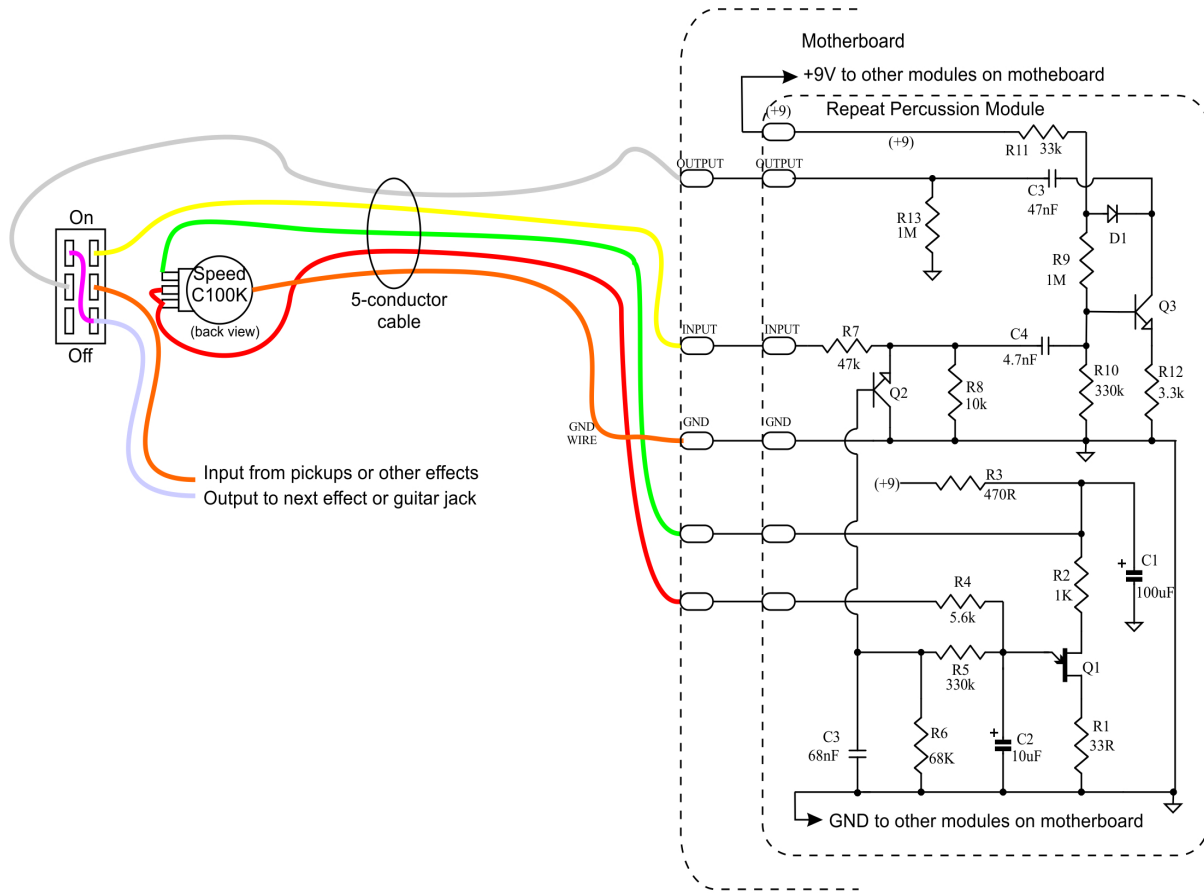 Motherboard
+9V to other modules on motheboard
Repeat Percussion Module
(+9)
(+9)
R11
33k
OUTPUT
OUTPUT
C3
47nF
R13
1M
D1
R9
1M
On
Speed
C100K
(back view)
Off
5-conductor
cable
Q3
INPUT
INPUT
R7
47k
C4
4.7nF
Q2
R8
10k
R10
330k
R12
3.3k
GND
WIRE
GND
GND
Input from pickups or other effects
Output to next effect or guitar jack
(+9)
R3
470R
R2
1K
+
C1
100uF
R4
5.6k
R5
330k
Q1
C3
68nF
R6
68K
+
C2
10uF
R1
33R
GND to other modules on motherboard